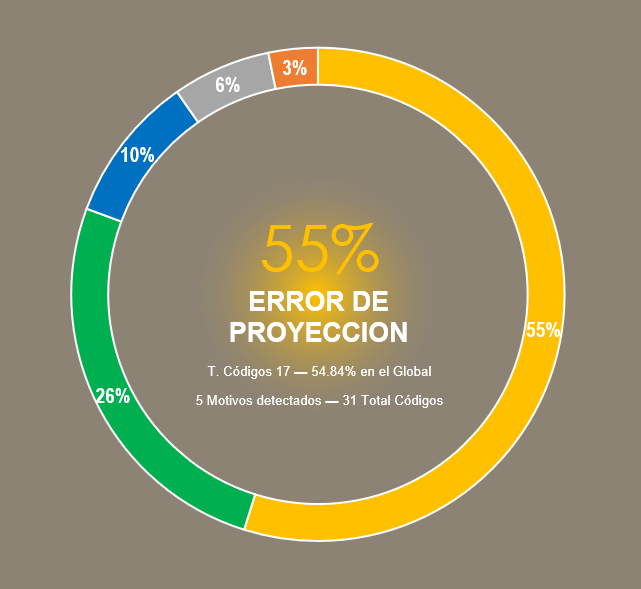 3%
6%
10%
55%
ERROR DE
PROYECCION
55%
T. Códigos 17 — 54.84% en el Global
26%
5 Motivos detectados — 31 Total Códigos